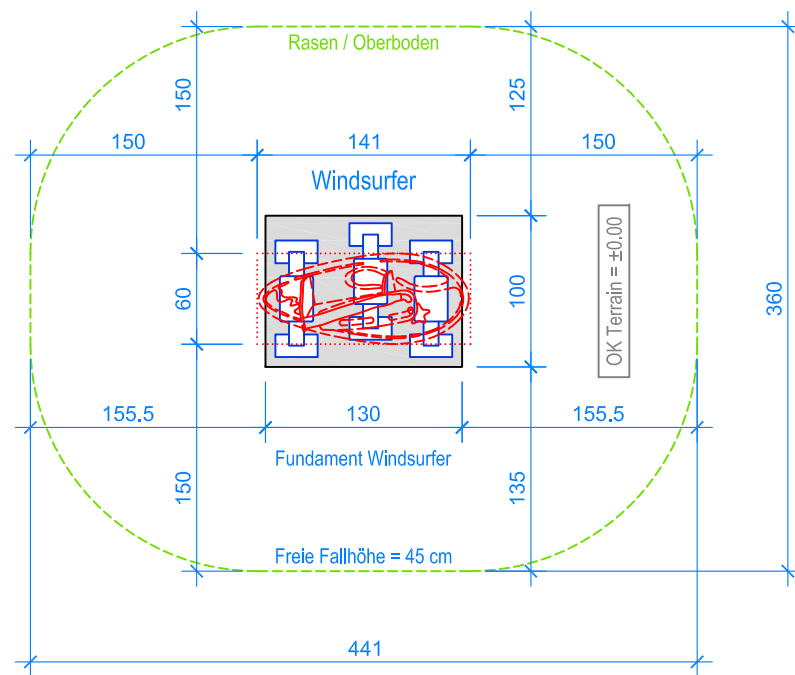 Rasen / Oberboden
150
125
150
141
150
Windsurfer
OK Terrain = ±0.00
60
100
360
155.5
130
155.5
Fundament Windsurfer
150
135
Freie Fallhöhe = 45 cm
441